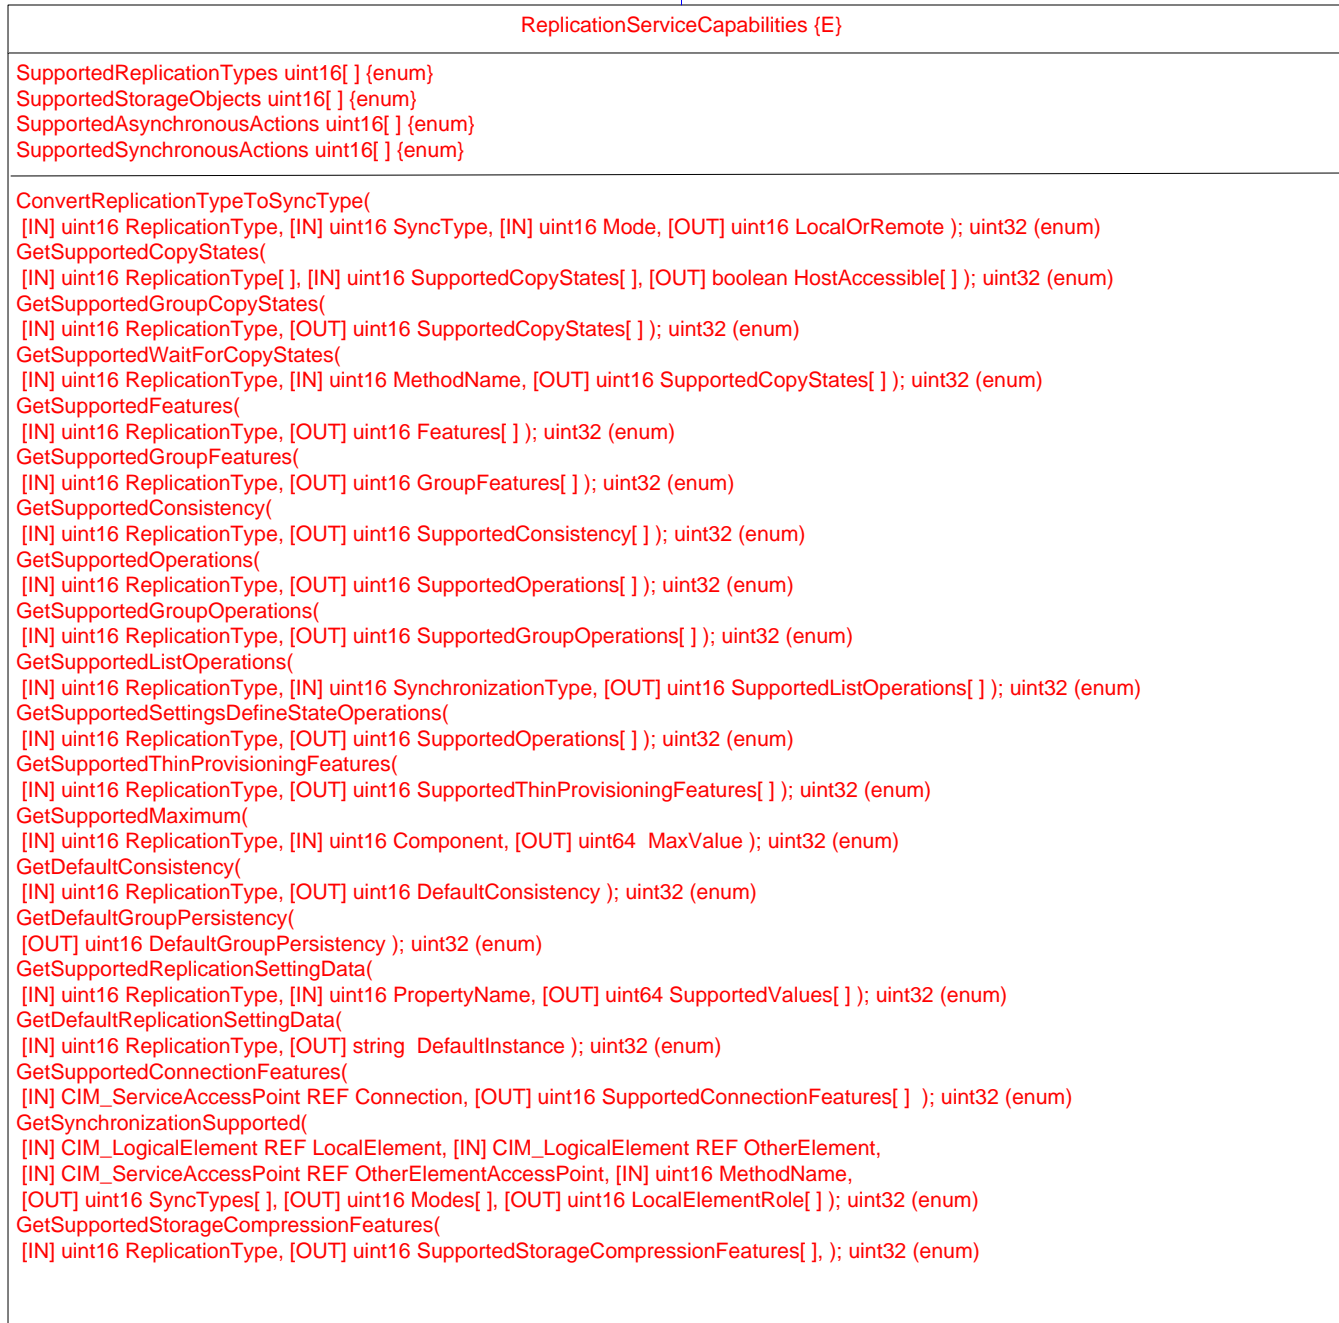 ReplicationServiceCapabilities {E}
SupportedReplicationTypes uint16[ ] {enum}
SupportedStorageObjects uint16[ ] {enum}
SupportedAsynchronousActions uint16[ ] {enum}
SupportedSynchronousActions uint16[ ] {enum}
ConvertReplicationTypeToSyncType(
[IN] uint16 ReplicationType, [IN] uint16 SyncType, [IN] uint16 Mode, [OUT] uint16 LocalOrRemote ); uint32 (enum)
GetSupportedCopyStates(
[IN] uint16 ReplicationType[ ], [IN] uint16 SupportedCopyStates[ ], [OUT] boolean HostAccessible[ ] ); uint32 (enum)
GetSupportedGroupCopyStates(
[IN] uint16 ReplicationType, [OUT] uint16 SupportedCopyStates[ ] ); uint32 (enum)
GetSupportedWaitForCopyStates(
[IN] uint16 ReplicationType, [IN] uint16 MethodName, [OUT] uint16 SupportedCopyStates[ ] ); uint32 (enum)
GetSupportedFeatures(
[IN] uint16 ReplicationType, [OUT] uint16 Features[ ] ); uint32 (enum)
GetSupportedGroupFeatures(
[IN] uint16 ReplicationType, [OUT] uint16 GroupFeatures[ ] ); uint32 (enum)
GetSupportedConsistency(
[IN] uint16 ReplicationType, [OUT] uint16 SupportedConsistency[ ] ); uint32 (enum)
GetSupportedOperations(
[IN] uint16 ReplicationType, [OUT] uint16 SupportedOperations[ ] ); uint32 (enum)
GetSupportedGroupOperations(
[IN] uint16 ReplicationType, [OUT] uint16 SupportedGroupOperations[ ] ); uint32 (enum)
GetSupportedListOperations(
[IN] uint16 ReplicationType, [IN] uint16 SynchronizationType, [OUT] uint16 SupportedListOperations[ ] ); uint32 (enum)
GetSupportedSettingsDefineStateOperations(
[IN] uint16 ReplicationType, [OUT] uint16 SupportedOperations[ ] ); uint32 (enum)
GetSupportedThinProvisioningFeatures(
[IN] uint16 ReplicationType, [OUT] uint16 SupportedThinProvisioningFeatures[ ] ); uint32 (enum)
GetSupportedMaximum(
[IN] uint16 ReplicationType, [IN] uint16 Component, [OUT] uint64  MaxValue ); uint32 (enum)
GetDefaultConsistency(
[IN] uint16 ReplicationType, [OUT] uint16 DefaultConsistency ); uint32 (enum)
GetDefaultGroupPersistency(
[OUT] uint16 DefaultGroupPersistency ); uint32 (enum)
GetSupportedReplicationSettingData(
[IN] uint16 ReplicationType, [IN] uint16 PropertyName, [OUT] uint64 SupportedValues[ ] ); uint32 (enum)
GetDefaultReplicationSettingData(
[IN] uint16 ReplicationType, [OUT] string  DefaultInstance ); uint32 (enum)
GetSupportedConnectionFeatures(
[IN] CIM_ServiceAccessPoint REF Connection, [OUT] uint16 SupportedConnectionFeatures[ ]  ); uint32 (enum)
GetSynchronizationSupported(
[IN] CIM_LogicalElement REF LocalElement, [IN] CIM_LogicalElement REF OtherElement,
[IN] CIM_ServiceAccessPoint REF OtherElementAccessPoint, [IN] uint16 MethodName,
[OUT] uint16 SyncTypes[ ], [OUT] uint16 Modes[ ], [OUT] uint16 LocalElementRole[ ] ); uint32 (enum)
GetSupportedStorageCompressionFeatures(
[IN] uint16 ReplicationType, [OUT] uint16 SupportedStorageCompressionFeatures[ ], ); uint32 (enum)